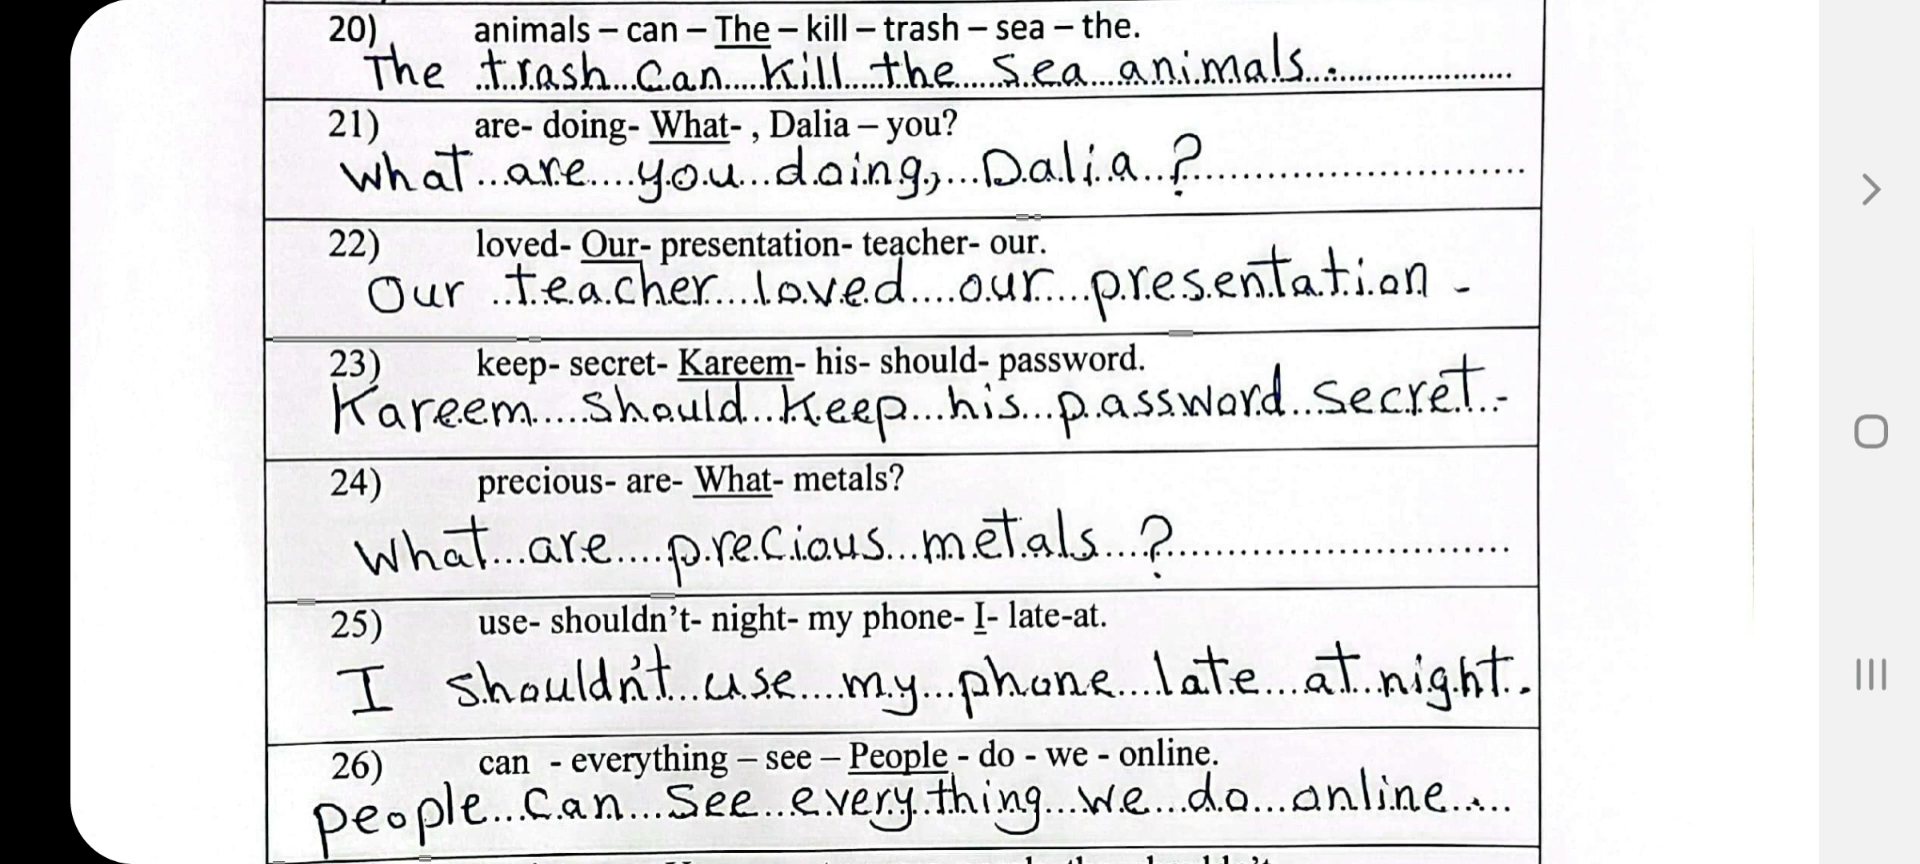 20) animals – can – The – kill – trash – sea – the.
The trash can kill the sea animals.
21) are- doing- What- , Dalia – you?
What are you doing, Dalia ?
22) loved- Our- presentation- teacher- our.
Our teacher loved our presentation -
23) keep- secret- Kareem- his- should- password.
Kareem should keep his password secret.
24) precious- are- What- metals?
What are precious metals ?
25) use- shouldn't- night- my phone- I- late-at.
I shouldn't use my phone late at night.
26) can - everything – see – People - do - we - online.
people can see everything we do online.